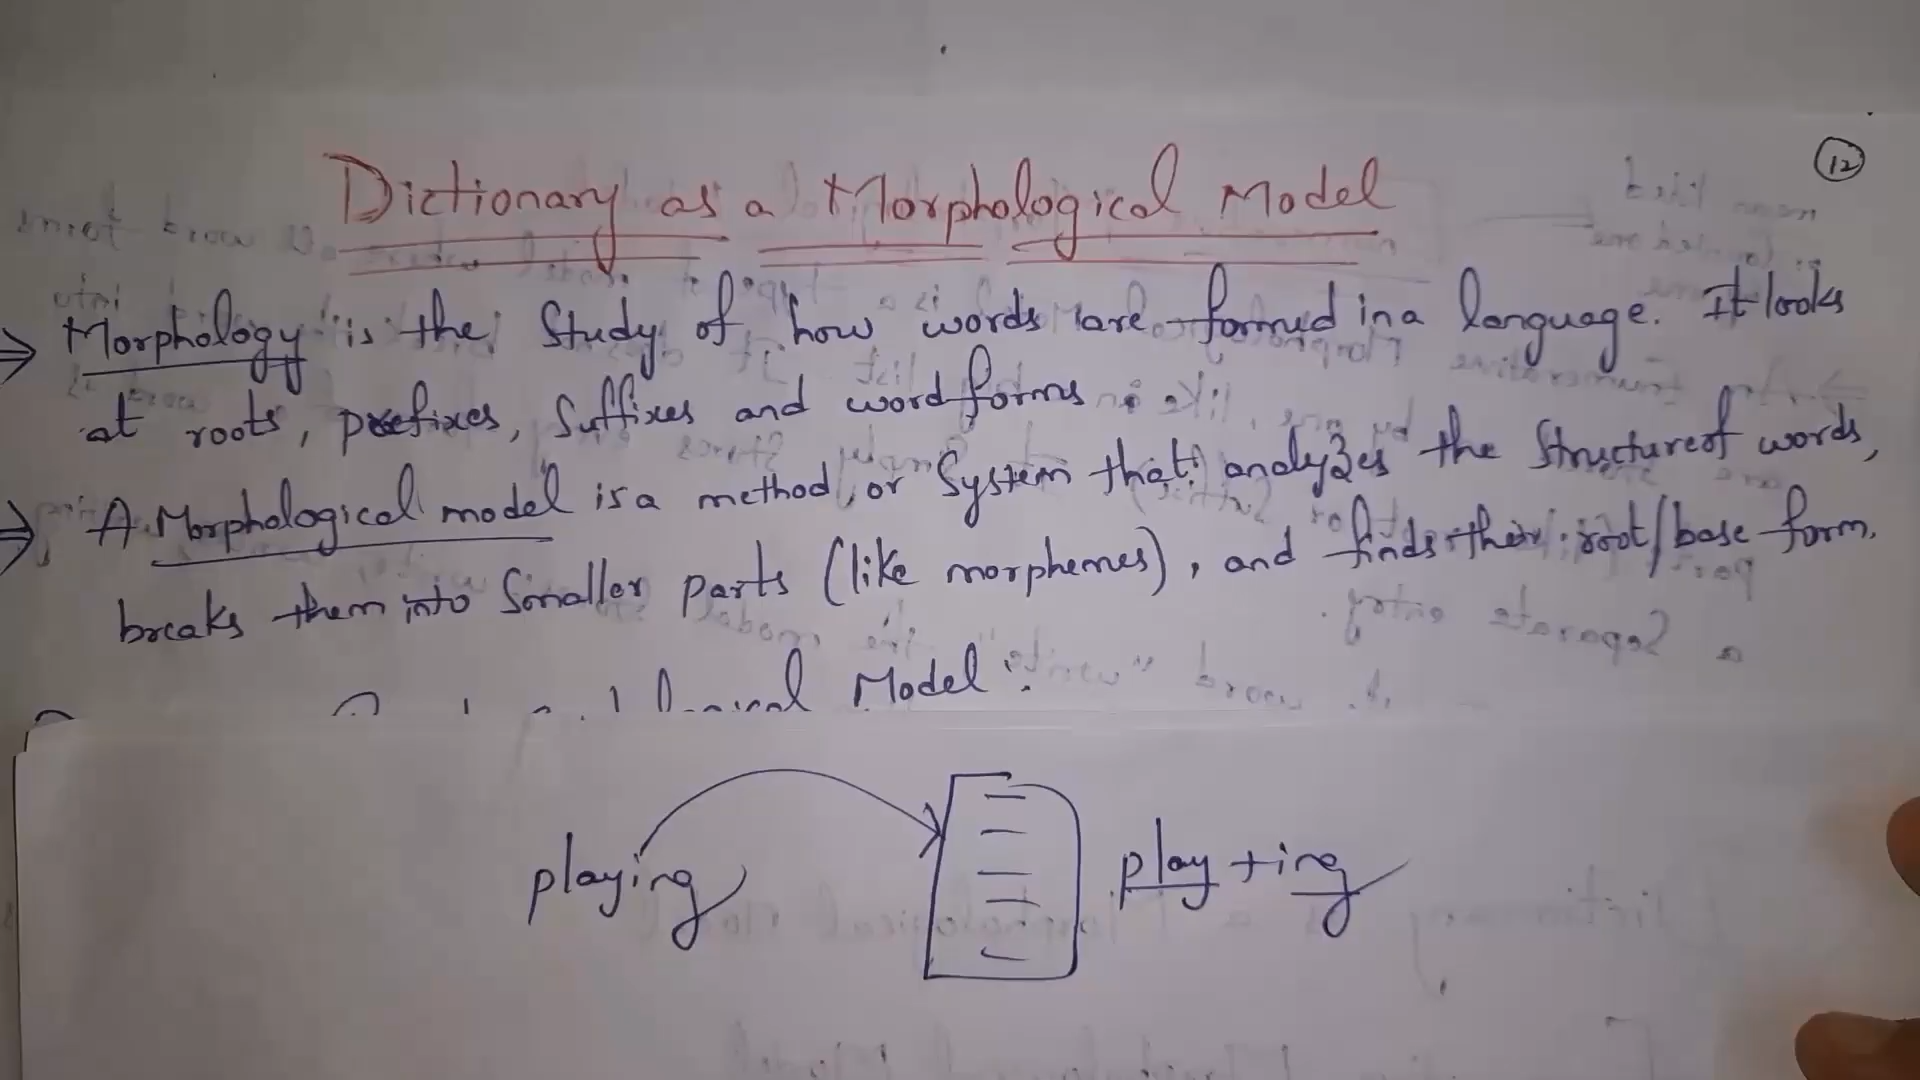 12
Dictionary as a Morphological Model
⇒ Morphology is the Study of how words are formed in a language. It looks
at roots, prefixes, Suffixes and word forms.
⇒ A Morphological model is a method or System that analyzes the Structure of words,
breaks them into Smaller parts (like morphemes), and finds their root/base form.
Model:
playing
play + ing